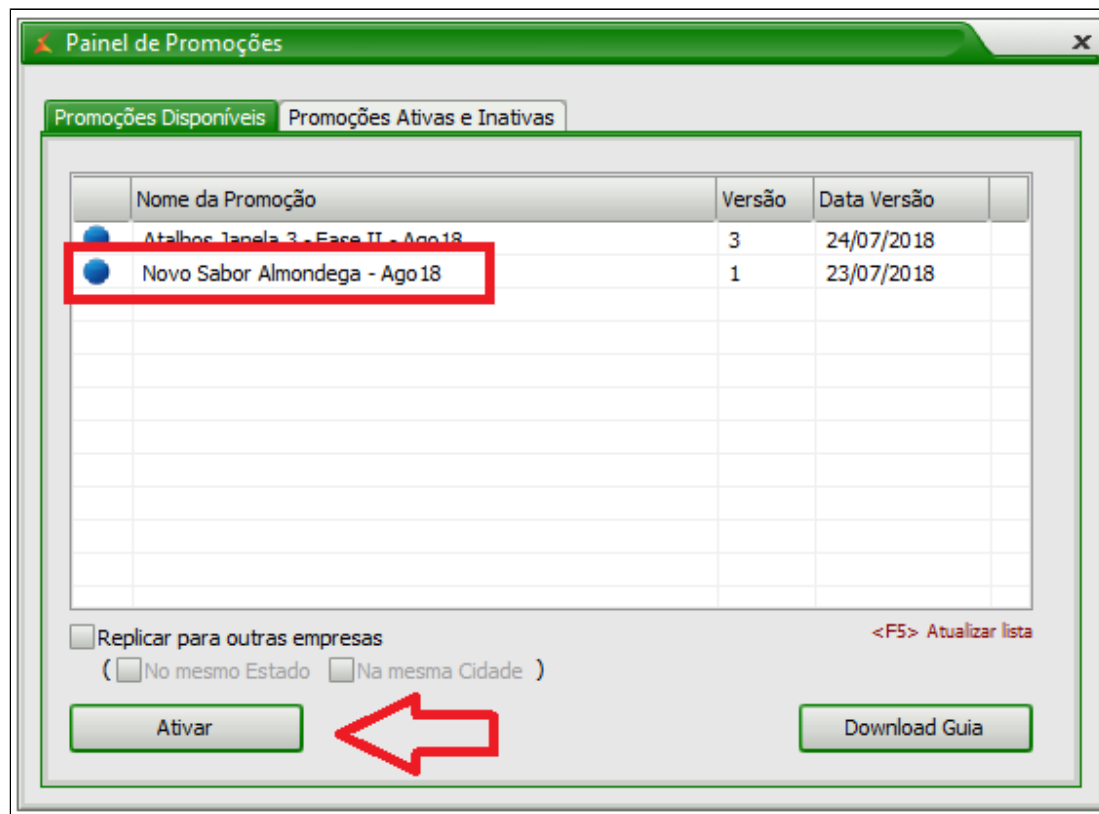 Painel de Promoções
x
Promoções Disponíveis Promoções Ativas e Inativas
Nome da Promoção Versão Data Versão
Atalhos Janela 3 - Fase II - Ago18 3 24/07/2018
Novo Sabor Almondega - Ago18 1 23/07/2018
Replicar para outras empresas <F5> Atualizar lista
( No mesmo Estado Na mesma Cidade )
Ativar Download Guia